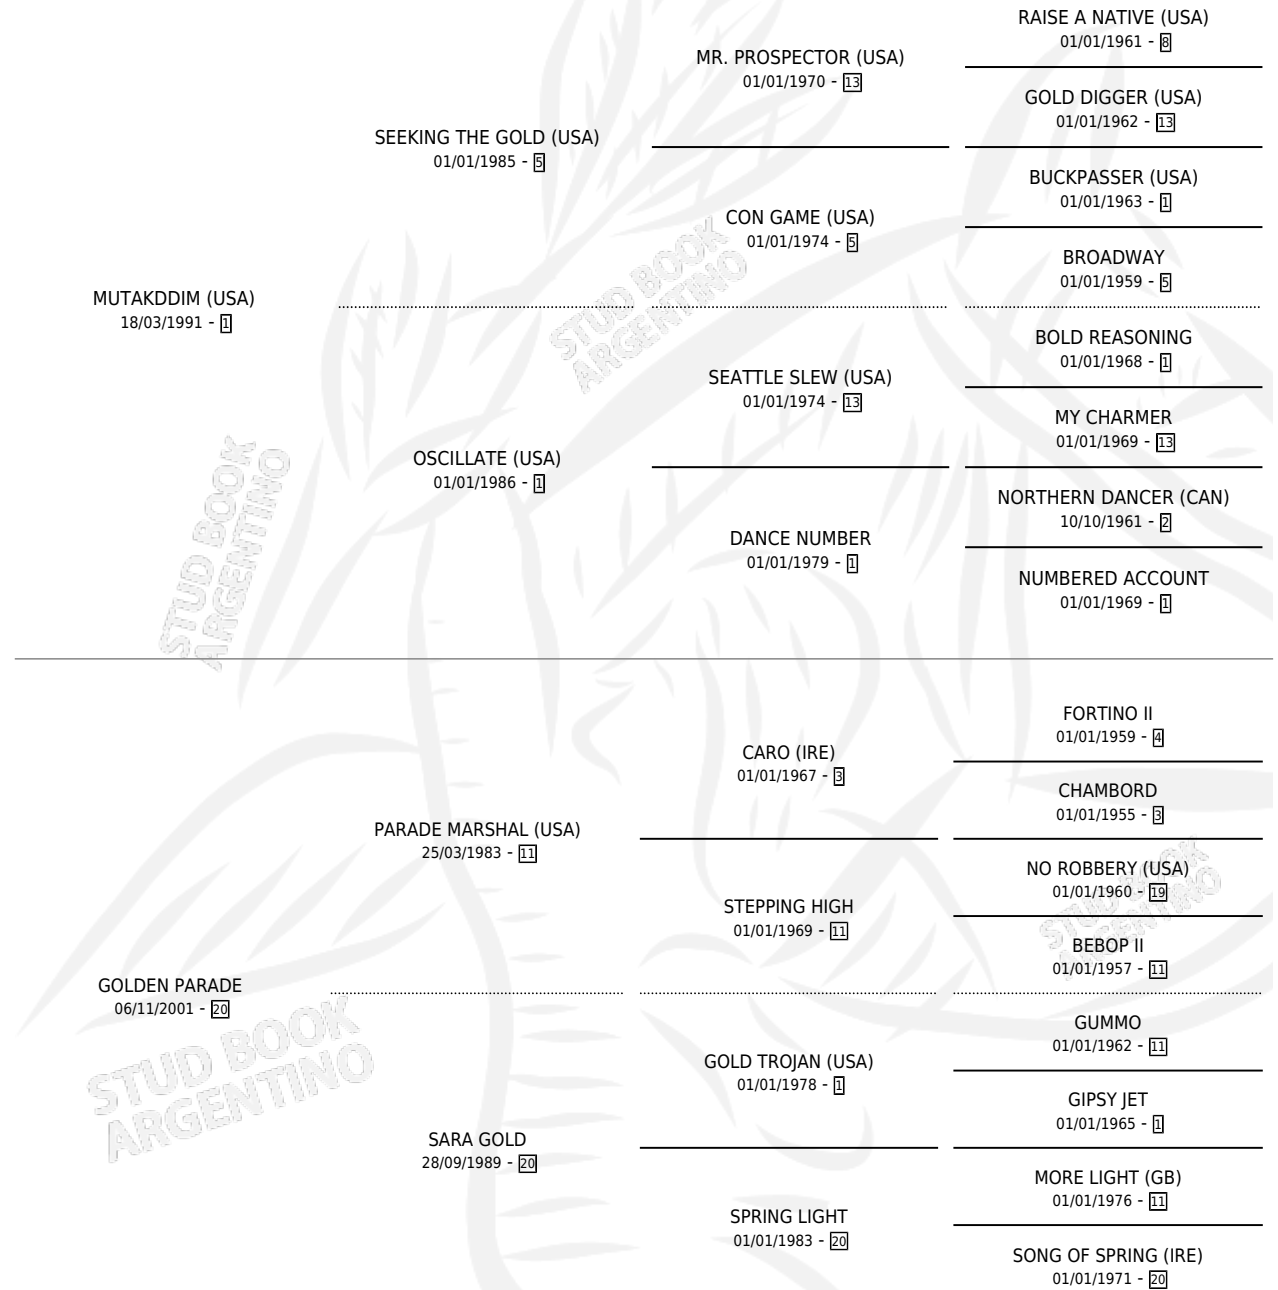 RAISE A NATIVE (USA)
01/01/1961 - 8
MR. PROSPECTOR (USA)
01/01/1970 - 13
GOLD DIGGER (USA)
01/01/1962 - 13
SEEKING THE GOLD (USA)
01/01/1985 - 5
BUCKPASSER (USA)
01/01/1963 - 1
CON GAME (USA)
01/01/1974 - 5
BROADWAY
01/01/1959 - 5
MUTAKDDIM (USA)
18/03/1991 - 1
BOLD REASONING
01/01/1968 - 1
SEATTLE SLEW (USA)
01/01/1974 - 13
MY CHARMER
01/01/1969 - 13
OSCILLATE (USA)
01/01/1986 - 1
NORTHERN DANCER (CAN)
10/10/1961 - 2
DANCE NUMBER
01/01/1979 - 1
NUMBERED ACCOUNT
01/01/1969 - 1
FORTINO II
01/01/1959 - 4
CARO (IRE)
01/01/1967 - 3
CHAMBORD
01/01/1955 - 3
PARADE MARSHAL (USA)
25/03/1983 - 11
NO ROBBERY (USA)
01/01/1960 - 19
STEPPING HIGH
01/01/1969 - 11
BEBOP II
01/01/1957 - 11
GOLDEN PARADE
06/11/2001 - 20
GUMMO
01/01/1962 - 11
GOLD TROJAN (USA)
01/01/1978 - 1
GIPSY JET
01/01/1965 - 1
SARA GOLD
28/09/1989 - 20
MORE LIGHT (GB)
01/01/1976 - 11
SPRING LIGHT
01/01/1983 - 20
SONG OF SPRING (IRE)
01/01/1971 - 20
STUD BOOK
ARGENTINO
STUD BOOK
ARGENTINO
STUD BOOK
ARGENTINO
STUD BOOK
ARGENTINO